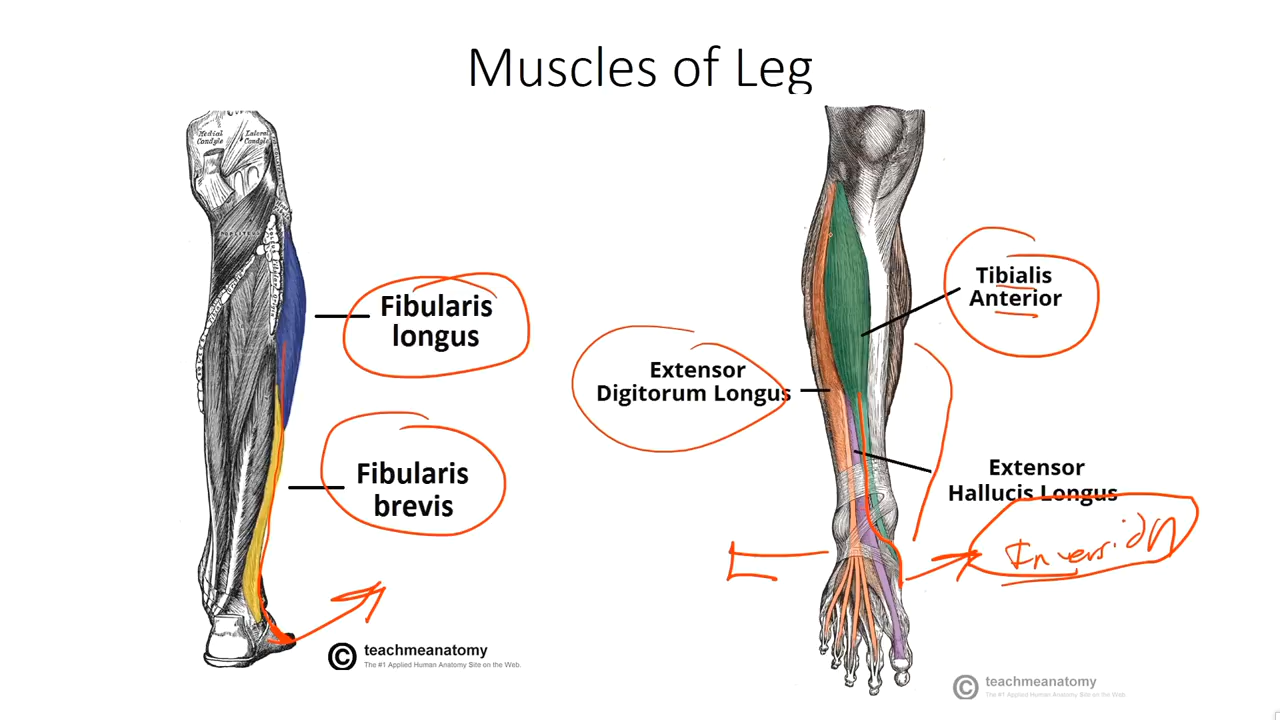 Muscles of Leg
Medial
Condyle
Lateral
Condyle
Fibularis
longus
Fibularis
brevis
teachmeanatomy
The #1 Applied Human Anatomy Site on the Web.
Tibialis
Anterior
Extensor
Digitorum Longus
Extensor
Hallucis Longus
Inversion
teachmeanatomy
The #1 Applied Human Anatomy Site on the Web.